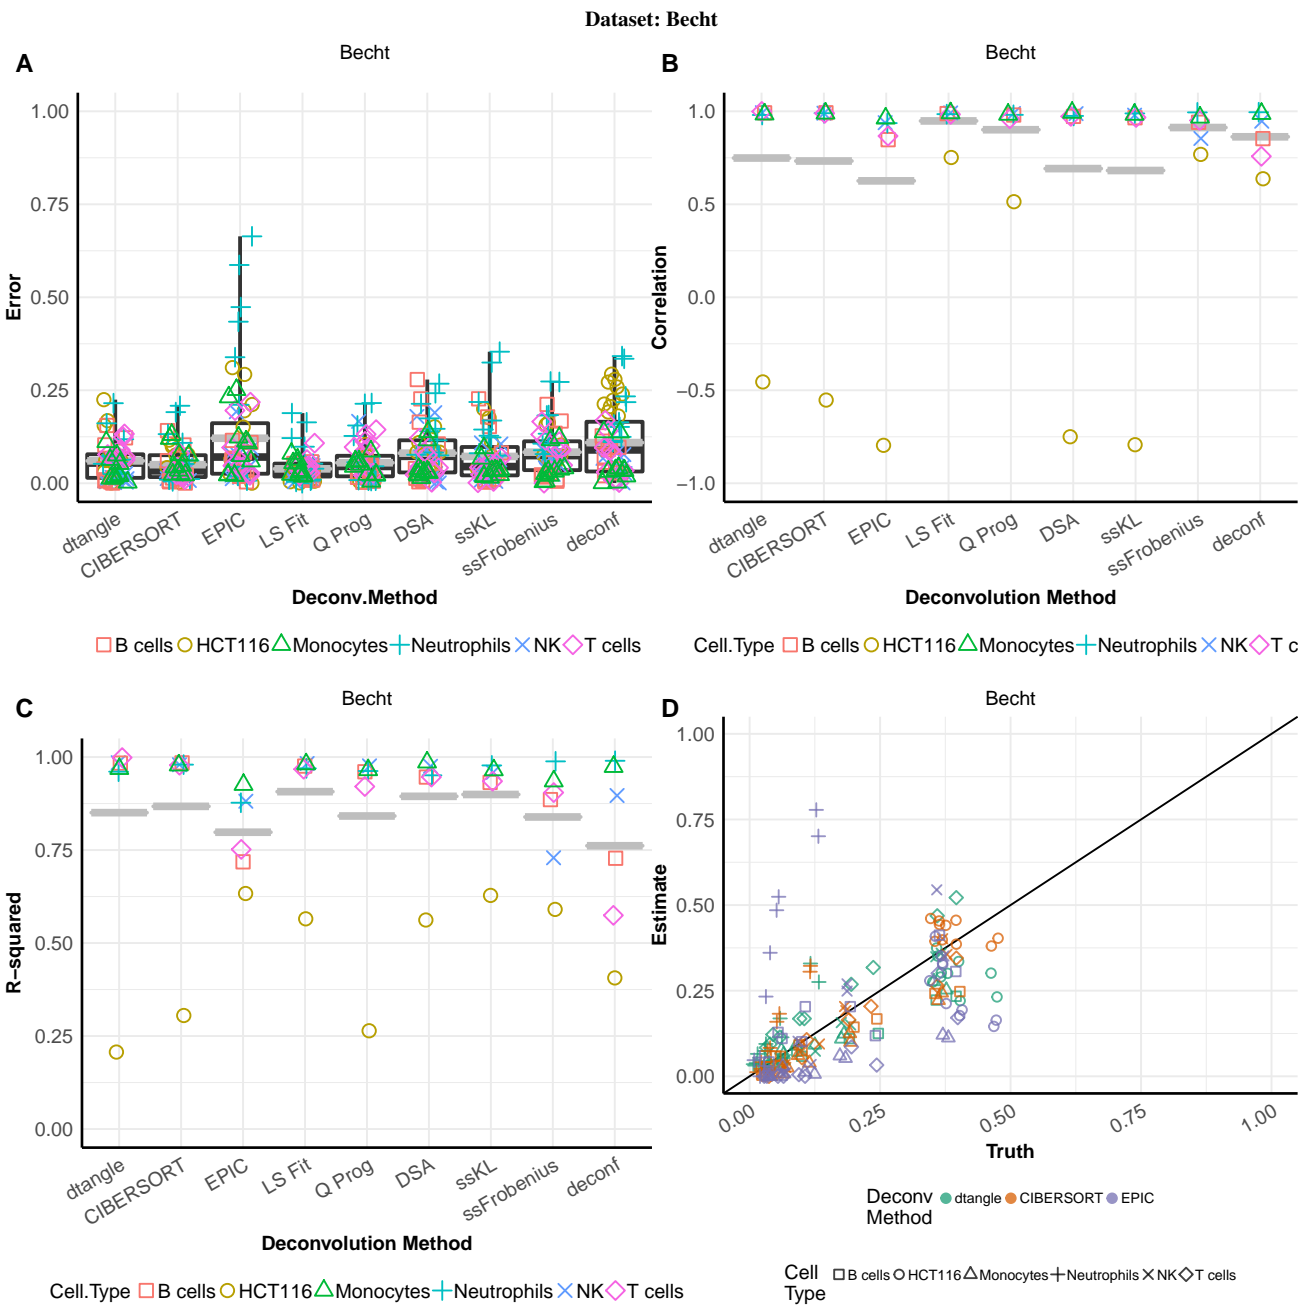 Dataset: Becht
A
Becht
1.00
0.75
0.50
0.25
0.00
Error
dtangle
CIBERSORT
EPIC
LS Fit
Q Prog
DSA
ssKL
ssFrobenius
deconf
Deconv.Method
B cells HCT116 Monocytes Neutrophils NK T cells
B
Becht
1.0
0.5
0.0
−0.5
−1.0
Correlation
dtangle
CIBERSORT
EPIC
LS Fit
Q Prog
DSA
ssKL
ssFrobenius
deconf
Deconvolution Method
Cell.Type B cells HCT116 Monocytes Neutrophils NK T c
C
Becht
1.00
0.75
0.50
0.25
0.00
R−squared
dtangle
CIBERSORT
EPIC
LS Fit
Q Prog
DSA
ssKL
ssFrobenius
deconf
Deconvolution Method
Cell.Type B cells HCT116 Monocytes Neutrophils NK T cells
D
Becht
1.00
0.75
0.50
0.25
0.00
Estimate
0.00
0.25
0.50
0.75
1.00
Truth
Deconv
Method
dtangle CIBERSORT EPIC
Cell
Type
B cells HCT116 Monocytes Neutrophils NK T cells